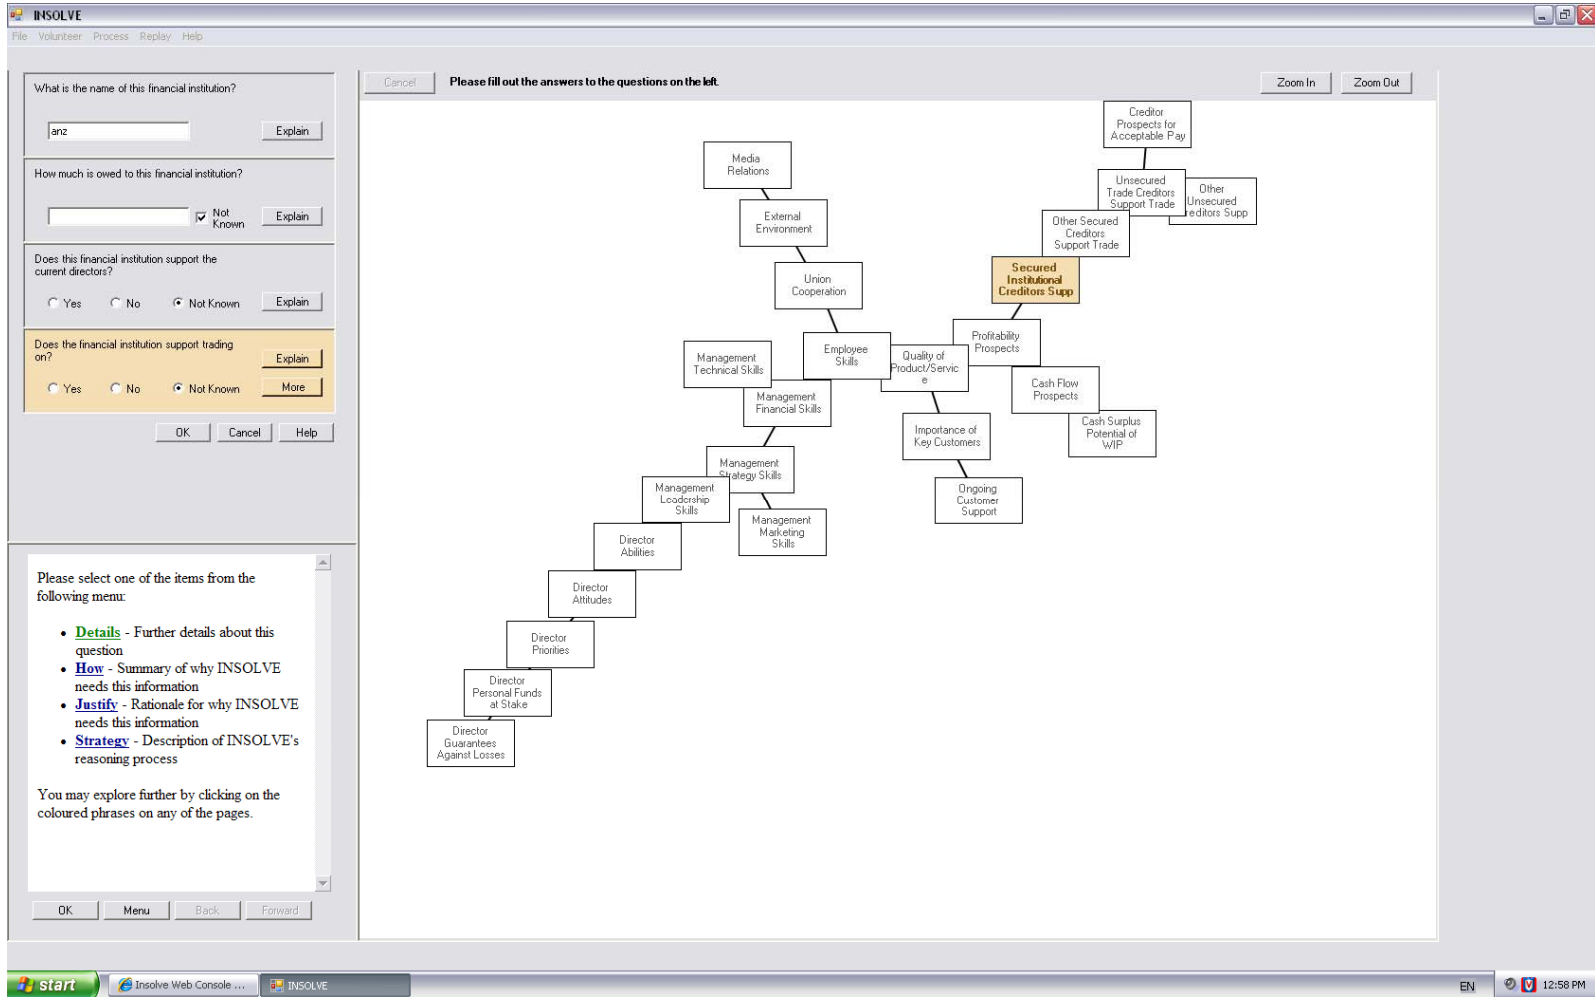 INSOLVE
File Volunteer Process Replay Help
What is the name of this financial institution?
anz
Explain
How much is owed to this financial institution?
Not
Known
Explain
Does this financial institution support the
current directors?
Yes No Not Known Explain
Does the financial institution support trading
on?
Explain
Yes No Not Known More
OK Cancel Help
Please select one of the items from the
following menu:
• Details - Further details about this
question
• How - Summary of why INSOLVE
needs this information
• Justify - Rationale for why INSOLVE
needs this information
• Strategy - Description of INSOLVE's
reasoning process
You may explore further by clicking on the
coloured phrases on any of the pages.
OK Menu Back Forward
Cancel Please fill out the answers to the questions on the left. Zoom In Zoom Out
Creditor
Prospects for
Acceptable Pay
Media
Relations
Unsecured
Trade Creditors
Support Trade
Other
Unsecured
reditors Supp
External
Environment
Other Secured
Creditors
Support Trade
Union
Cooperation
Secured
Institutional
Creditors Supp
Employee
Skills
Quality of
Product/Servic
e
Profitability
Prospects
Management
Technical Skills
Management
Financial Skills
Cash Flow
Prospects
Importance of
Key Customers
Cash Surplus
Potential of
WIP
Management
Strategy Skills
Management
Leadership
Skills
Ongoing
Customer
Support
Management
Marketing
Skills
Director
Abilities
Director
Attitudes
Director
Priorities
Director
Personal Funds
at Stake
Director
Guarantees
Against Losses
start Insolve Web Console ... INSOLVE EN 12:58 PM